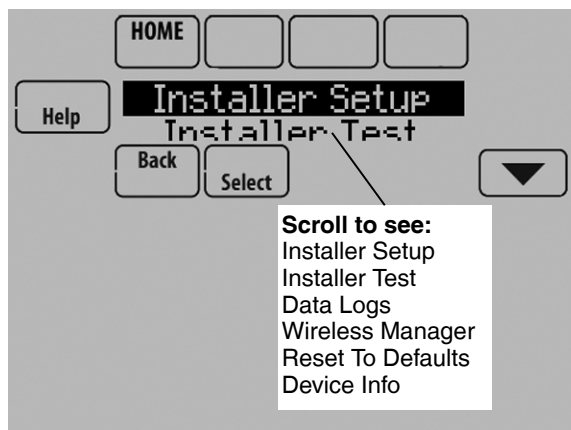 HOME
Help
Installer Setup
Installer Test
Back
Select
Scroll to see:
Installer Setup
Installer Test
Data Logs
Wireless Manager
Reset To Defaults
Device Info